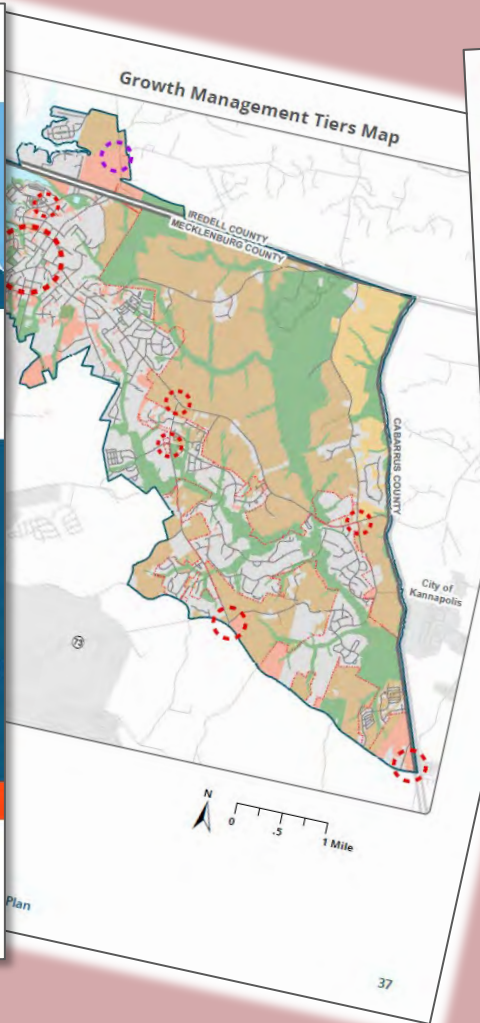 Growth Management Tiers Map
IREDELL COUNTY
MECKLENBURG COUNTY
CABARRUS COUNTY
City of
Kannapolis
73
N
0 .5 1 Mile
Plan
37